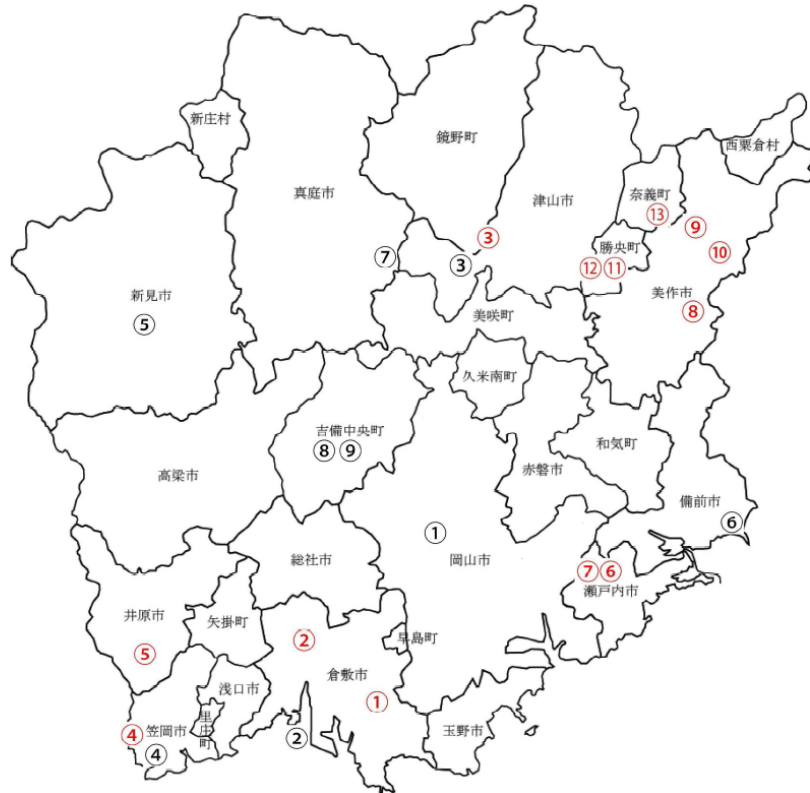 新庄村
鏡野町
西粟倉村
真庭市
津山市
奈義町
⑬
⑨
③
勝央町
⑩
⑦
③
⑫ ⑪
新見市
⑤
美作市
⑧
美咲町
久米南町
吉備中央町
⑧ ⑨
和気町
高梁市
赤磐市
備前市
⑥
①
岡山市
総社市
⑦ ⑥
瀬戸内市
井原市
⑤
矢掛町
②
早島町
倉敷市
浅口市
①
里庄町
笠岡市
④
④
②
玉野市